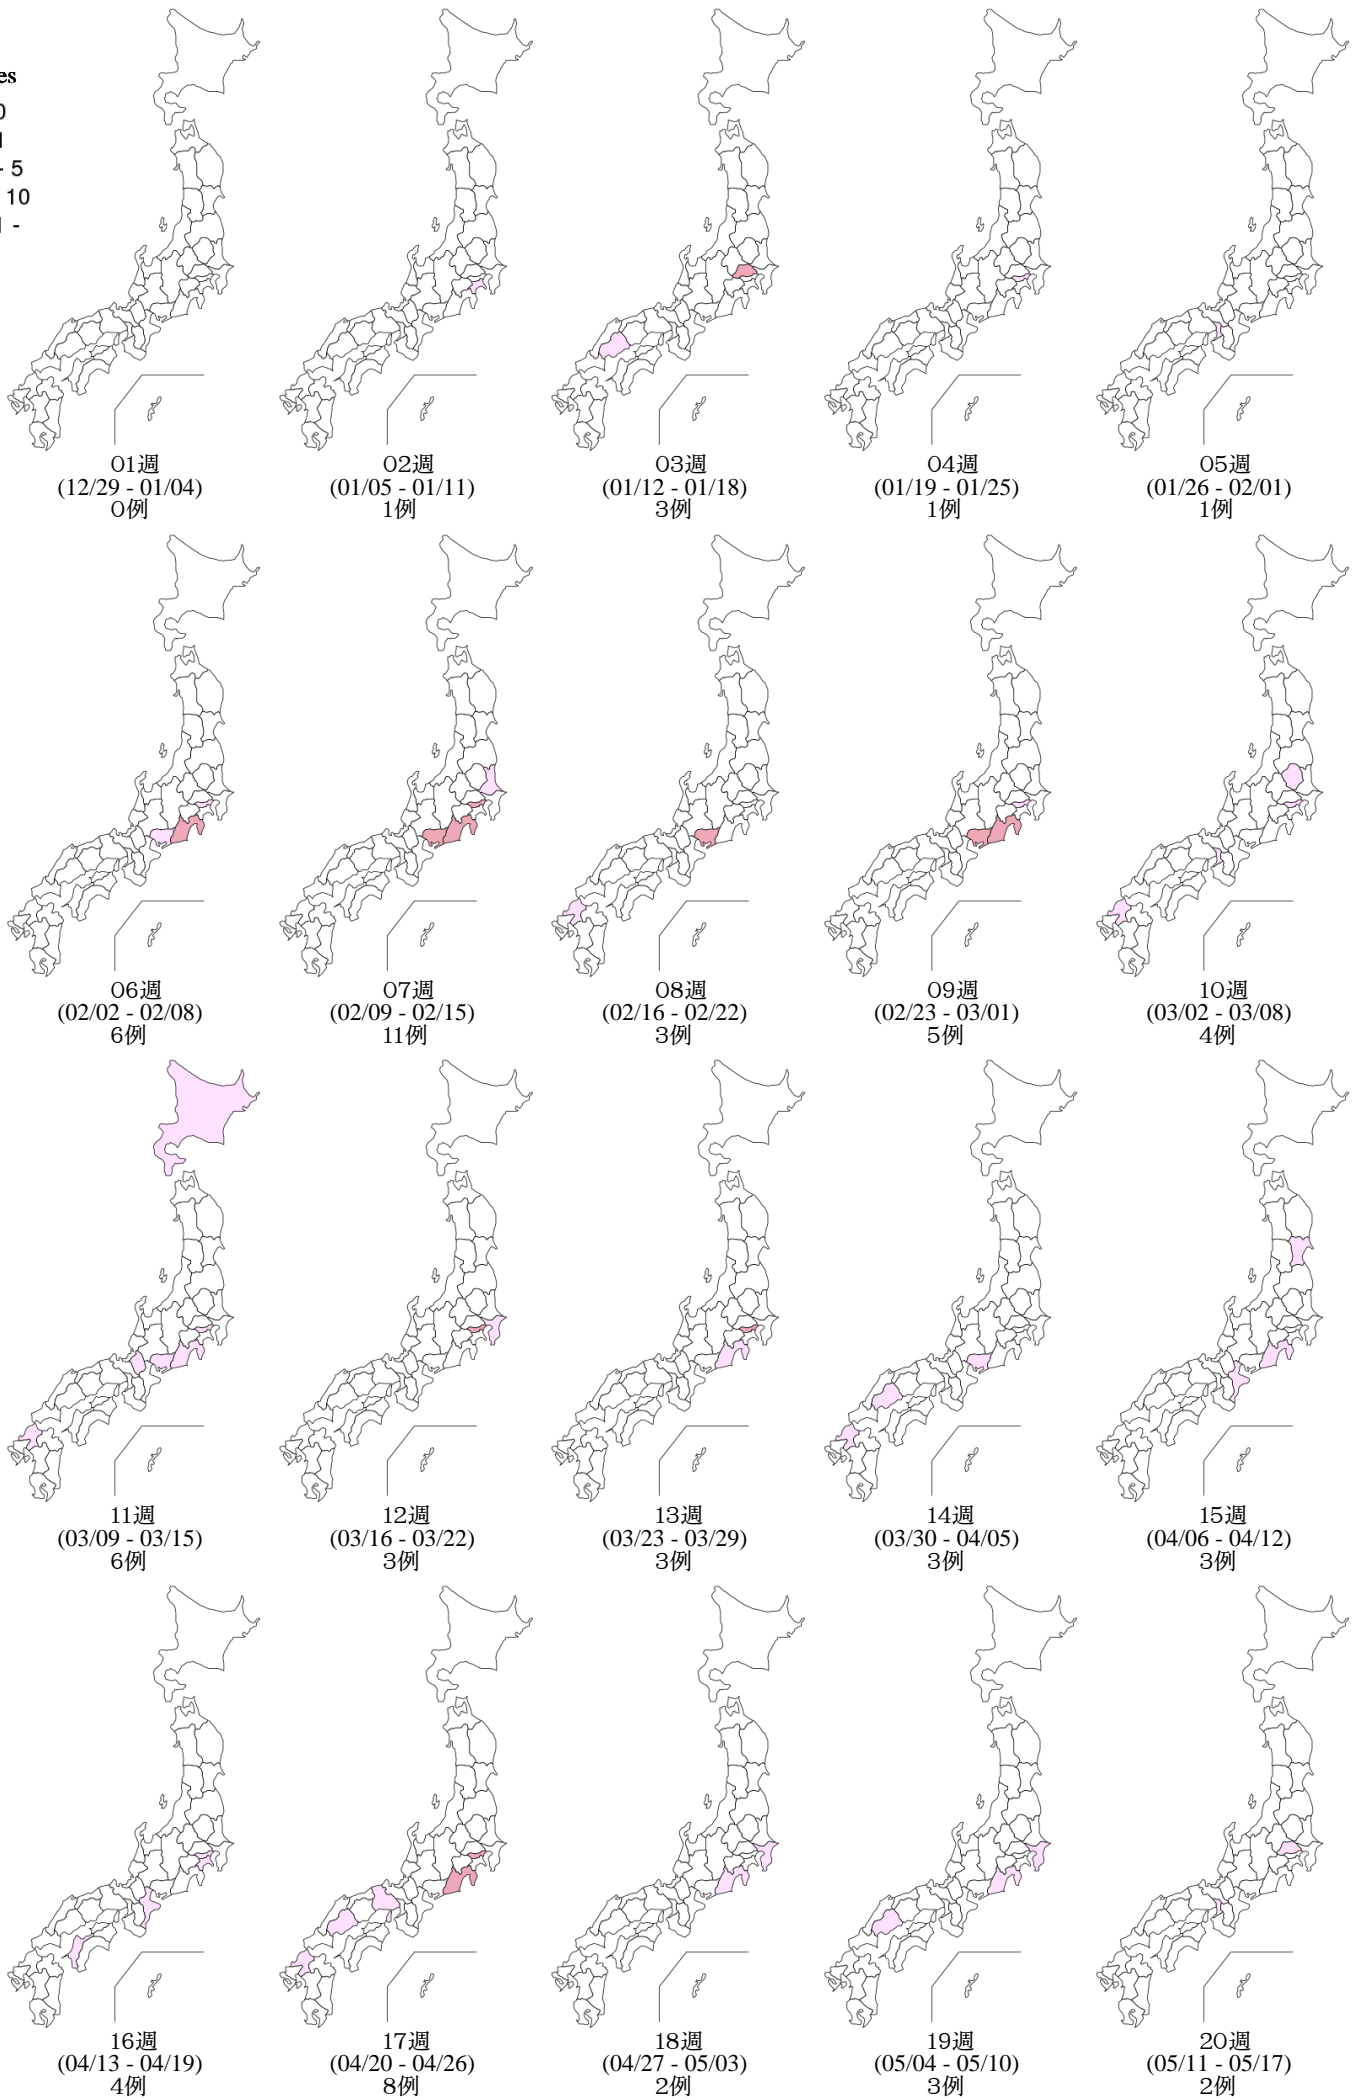 es
0
1
- 5
10
1 -
01週
(12/29 - 01/04)
0例
02週
(01/05 - 01/11)
1例
03週
(01/12 - 01/18)
3例
04週
(01/19 - 01/25)
1例
05週
(01/26 - 02/01)
1例
06週
(02/02 - 02/08)
6例
07週
(02/09 - 02/15)
11例
08週
(02/16 - 02/22)
3例
09週
(02/23 - 03/01)
5例
10週
(03/02 - 03/08)
4例
11週
(03/09 - 03/15)
6例
12週
(03/16 - 03/22)
3例
13週
(03/23 - 03/29)
3例
14週
(03/30 - 04/05)
3例
15週
(04/06 - 04/12)
3例
16週
(04/13 - 04/19)
4例
17週
(04/20 - 04/26)
8例
18週
(04/27 - 05/03)
2例
19週
(05/04 - 05/10)
3例
20週
(05/11 - 05/17)
2例